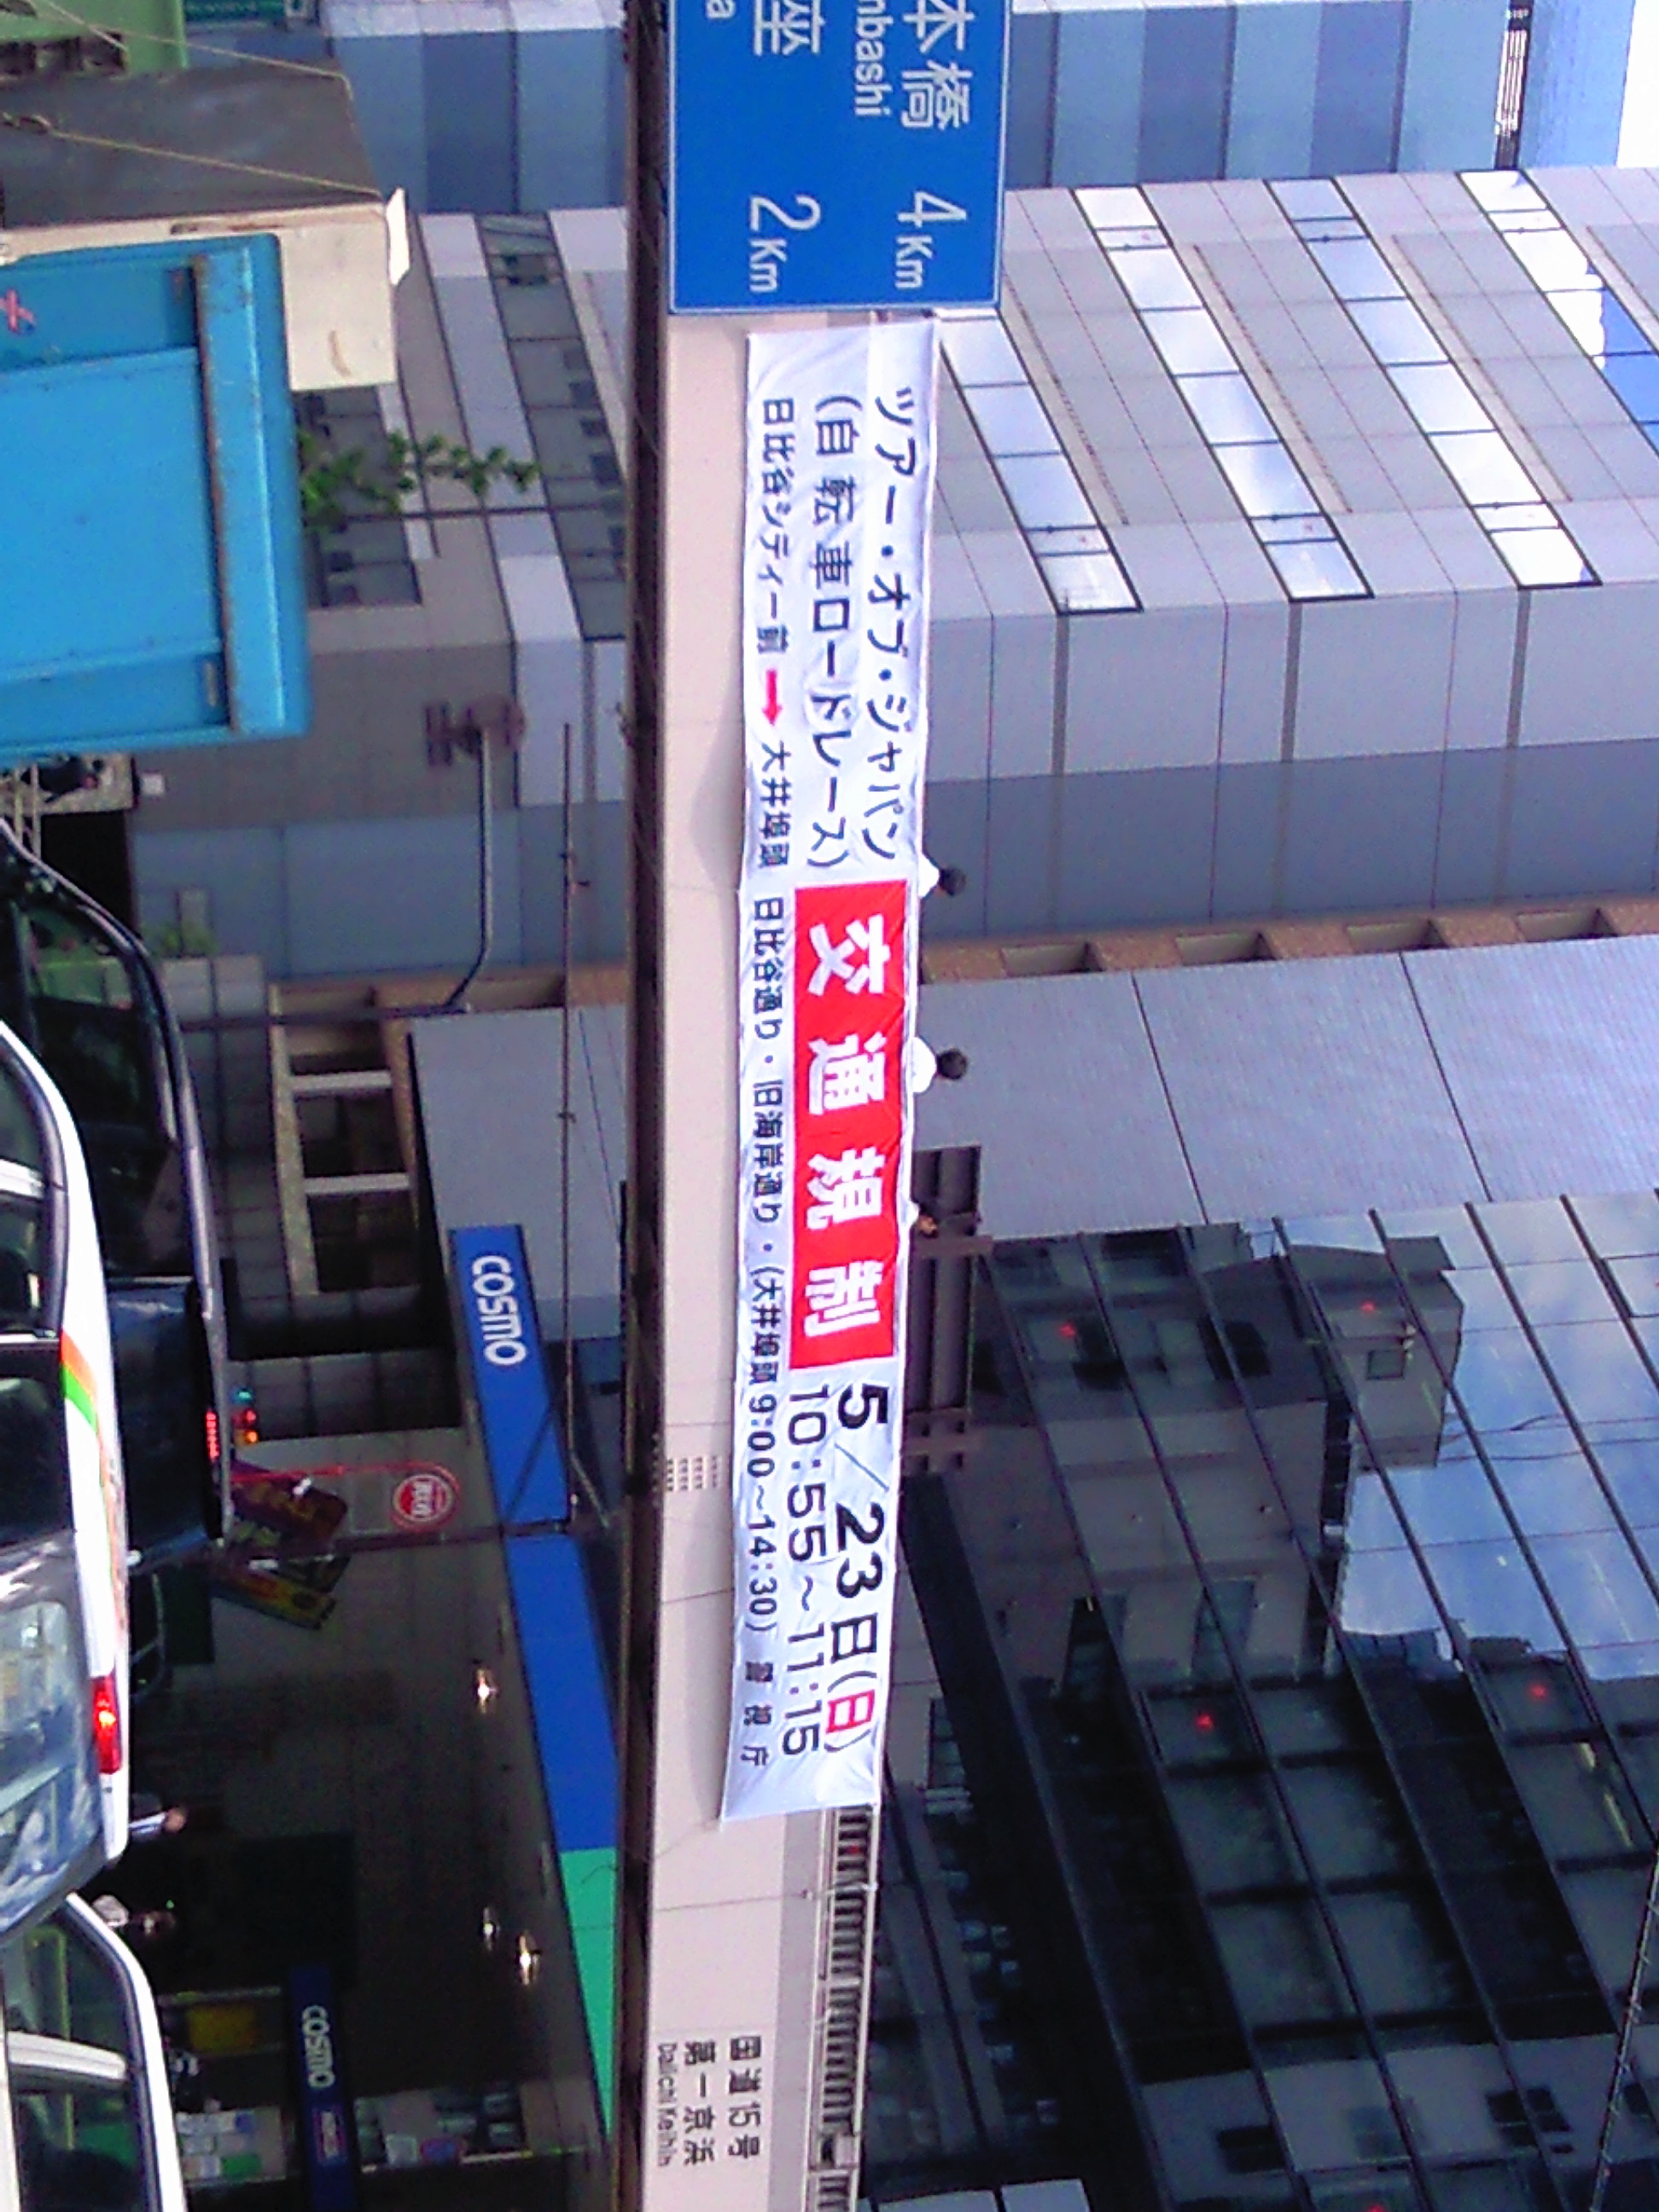 本橋 4Km
nbashi
座 2Km
a
ツアー・オブ・ジャパン
(自転車ロードレース)
日比谷シティー前 → 大井埠頭
交通規制
5/23日(日)
10:55~11:15
日比谷通り・旧海岸通り・(大井埠頭9:00~14:30) 警視庁
COSMO
COSMO
国道15号
第一京浜
Daiichi Keihin